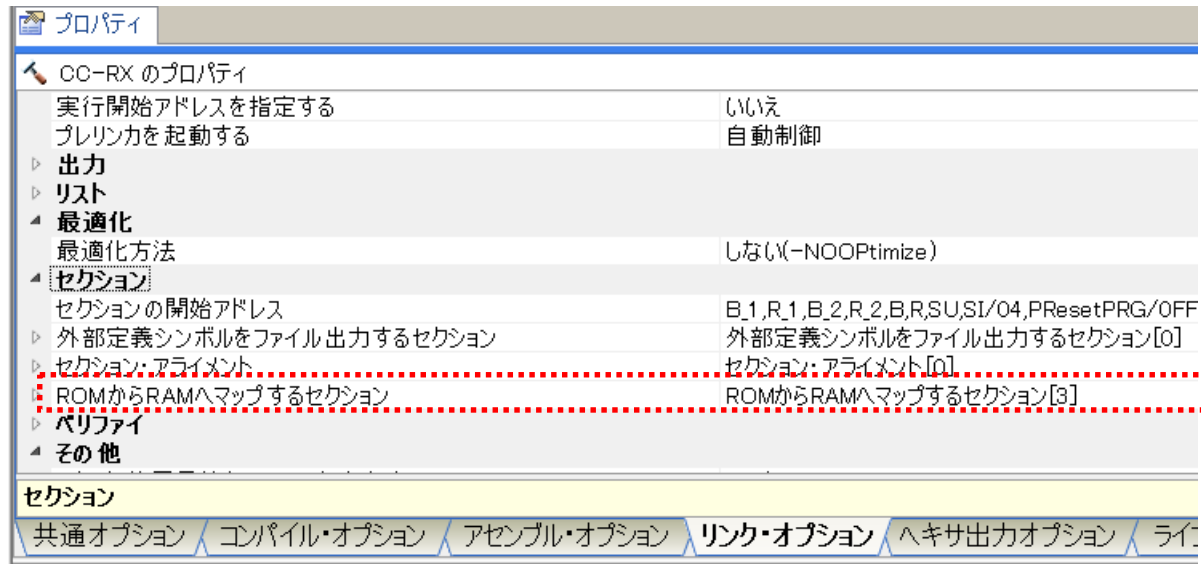 プロパティ
CC-RX のプロパティ
実行開始アドレスを指定する いいえ
プレリンカを起動する 自動制御
出力
リスト
最適化
最適化方法 しない(-NOOPtimize)
セクション
セクションの開始アドレス B_1,R_1,B_2,R_2,B,R,SU,SI/04,PResetPRG/0FF
外部定義シンボルをファイル出力するセクション 外部定義シンボルをファイル出力するセクション[0]
セクション・アライメント セクション・アライメント[0]
ROMからRAMへマップするセクション ROMからRAMへマップするセクション[3]
ベリファイ
その他
セクション
共通オプション コンパイル・オプション アセンブル・オプション リンク・オプション ヘキサ出力オプション ライ